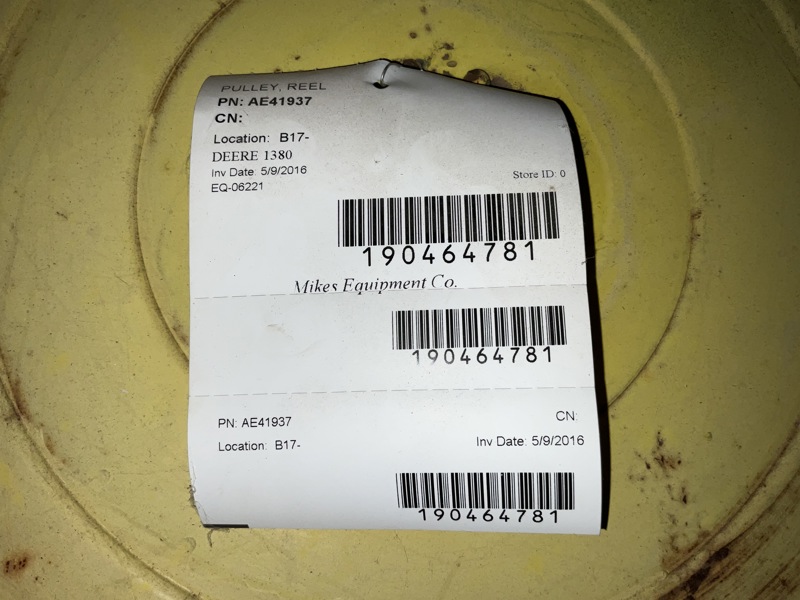 PULLEY, REEL
PN: AE41937
CN:
Location: B17-
DEERE 1380
Inv Date: 5/9/2016
EQ-06221
Store ID: 0
190464781
Mikes Equipment Co.
190464781
PN: AE41937
CN:
Location: B17-
Inv Date: 5/9/2016
190464781